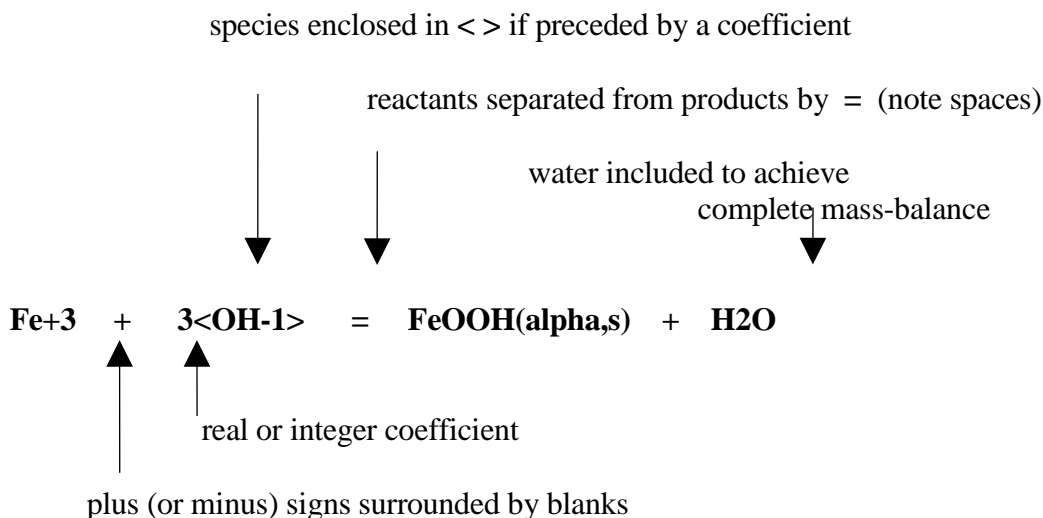 species enclosed in < > if preceded by a coefficient
reactants separated from products by = (note spaces)
water included to achieve
complete mass-balance
Fe+3 + 3<OH-1> = FeOOH(alpha,s) + H2O
real or integer coefficient
plus (or minus) signs surrounded by blanks